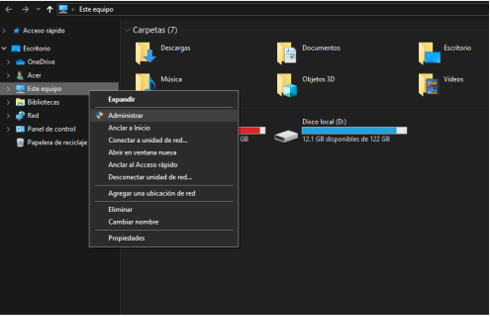 Este equipo
Acceso rápido
Escritorio
OneDrive
Acer
Este equipo
Bibliotecas
Red
Panel de control
Papelera de reciclaje
Carpetas (7)
Descargas
Documentos
Escritorio
Música
Objetos 3D
Vídeos
GB
Disco local (D:)
12.1 GB disponibles de 122 GB
Expandir
Administrar
Anclar a Inicio
Conectar a unidad de red...
Abrir en ventana nueva
Anclar al Acceso rápido
Desconectar unidad de red...
Agregar una ubicación de red
Eliminar
Cambiar nombre
Propiedades